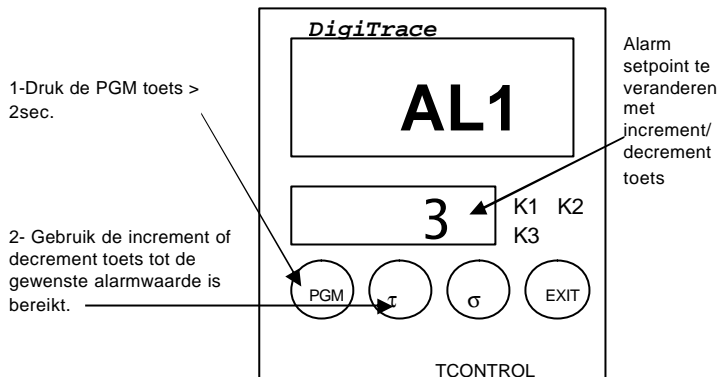 DigiTrace
1-Druk de PGM toets >
2sec.
AL1
Alarm
setpoint te
veranderen
met
increment/
decrement
toets
3
K1 K2
K3
2- Gebruik de increment of
decrement toets tot de
gewenste alarmwaarde is
bereikt.
PGM τ σ EXIT
TCONTROL